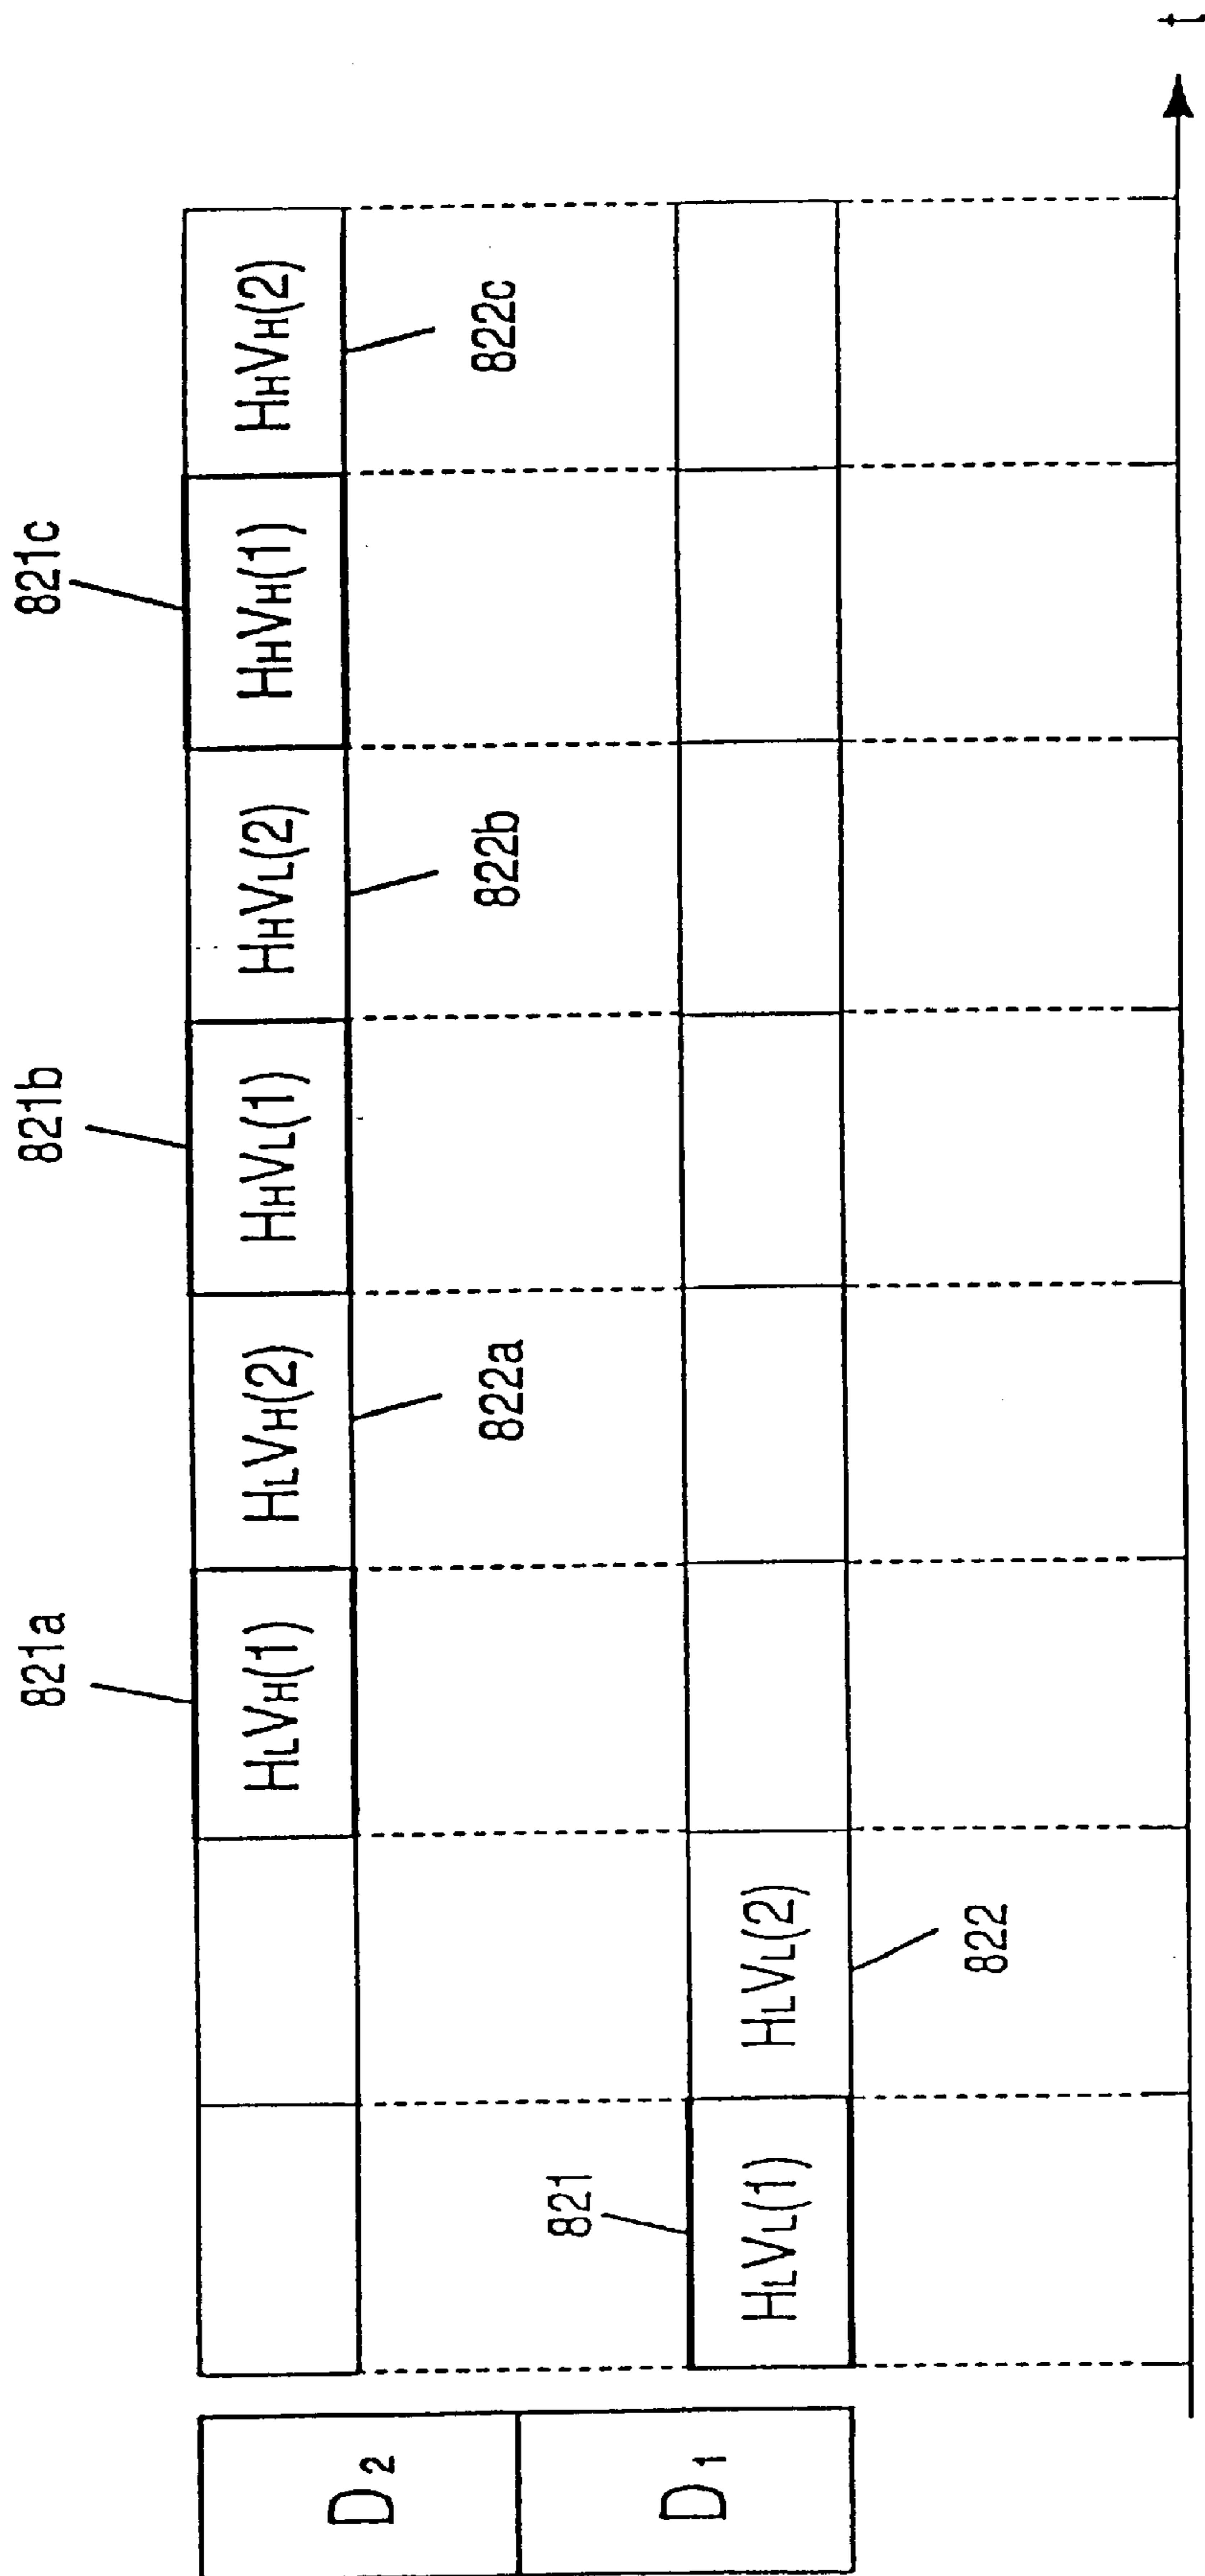 821a
821b
821c
D₂
HLVH(1)
HLVH(2)
HHVL(1)
HHVL(2)
HHVH(1)
HHVH(2)
822a
822b
822c
821
D₁
HLVL(1)
HLVL(2)
822
t